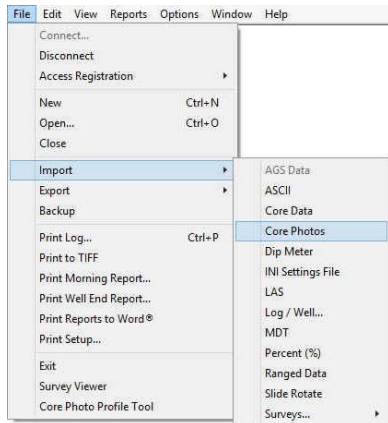 File Edit View Reports Options Window Help
Connect...
Disconnect
Access Registration
New Ctrl+N
Open... Ctrl+O
Close
Import
Export
Backup
Print Log... Ctrl+P
Print to TIFF
Print Morning Report...
Print Well End Report...
Print Reports to Word®
Print Setup...
Exit
Survey Viewer
Core Photo Profile Tool
AGS Data
ASCII
Core Data
Core Photos
Dip Meter
INI Settings File
LAS
Log / Well...
MDT
Percent (%)
Ranged Data
Slide Rotate
Surveys...